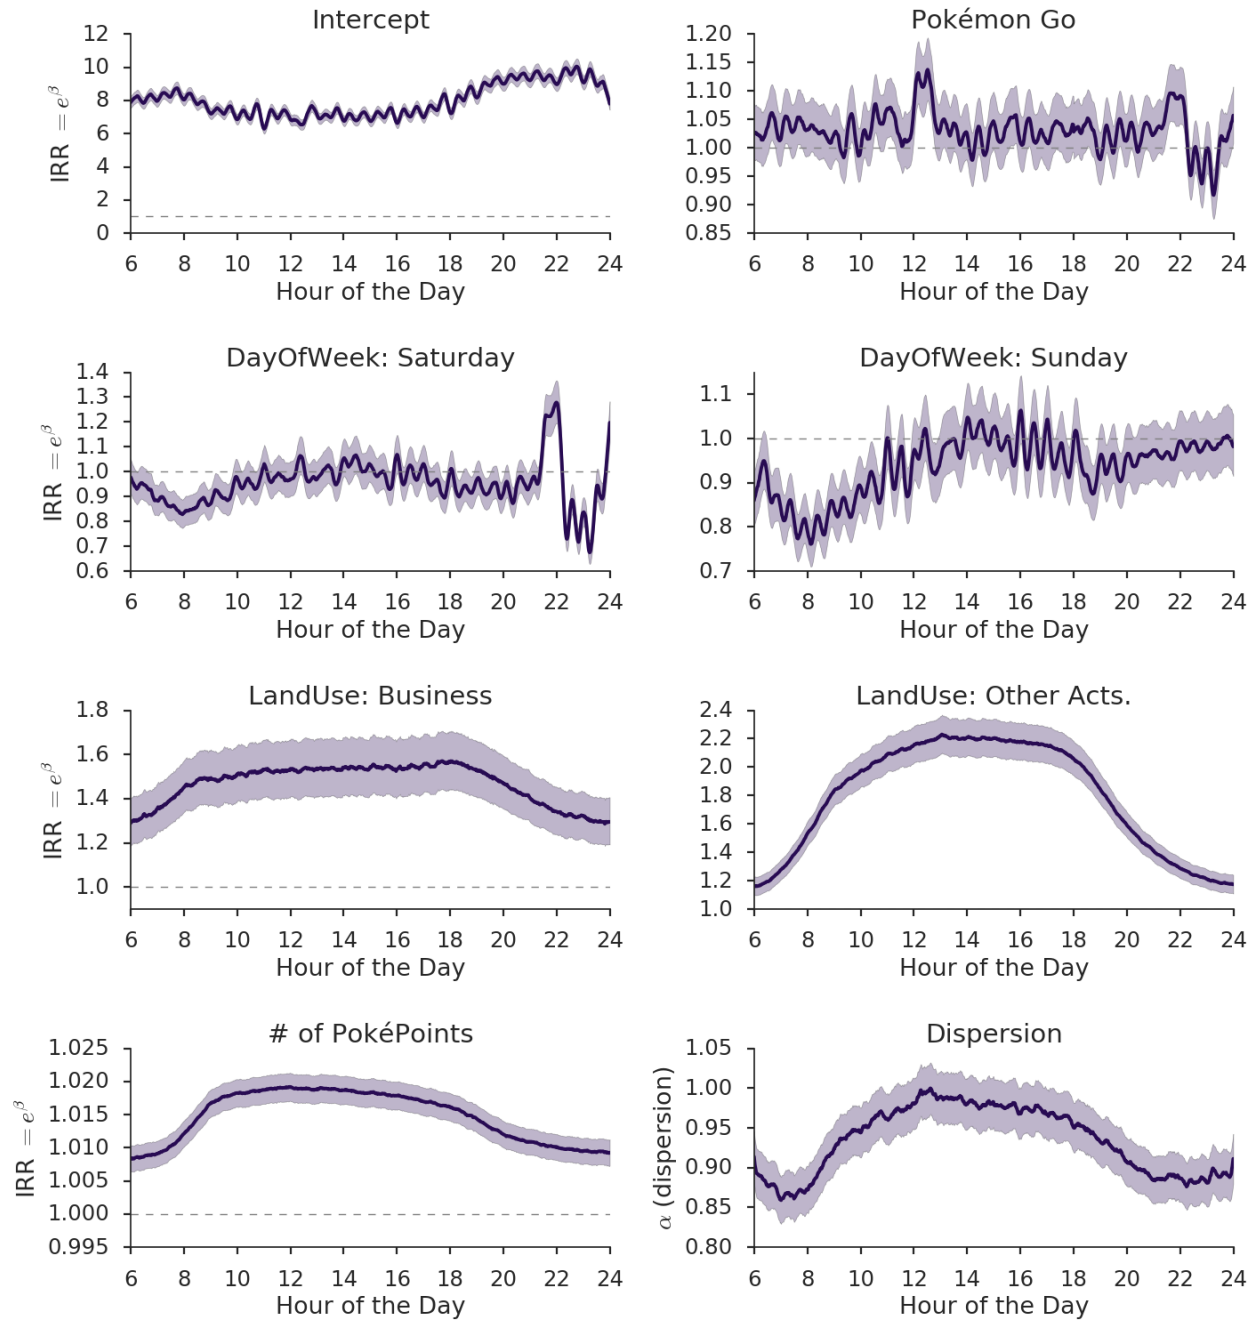 Intercept
12
10
8
6
4
2
0
IRR = e^β
6 8 10 12 14 16 18 20 22 24
Hour of the Day
Pokémon Go
1.20
1.15
1.10
1.05
1.00
0.95
0.90
0.85
6 8 10 12 14 16 18 20 22 24
Hour of the Day
DayOfWeek: Saturday
1.4
1.3
1.2
1.1
1.0
0.9
0.8
0.7
0.6
IRR = e^β
6 8 10 12 14 16 18 20 22 24
Hour of the Day
DayOfWeek: Sunday
1.1
1.0
0.9
0.8
0.7
6 8 10 12 14 16 18 20 22 24
Hour of the Day
LandUse: Business
1.8
1.6
1.4
1.2
1.0
IRR = e^β
6 8 10 12 14 16 18 20 22 24
Hour of the Day
LandUse: Other Acts.
2.4
2.2
2.0
1.8
1.6
1.4
1.2
1.0
6 8 10 12 14 16 18 20 22 24
Hour of the Day
# of PokéPoints
1.025
1.020
1.015
1.010
1.005
1.000
0.995
IRR = e^β
6 8 10 12 14 16 18 20 22 24
Hour of the Day
Dispersion
1.05
1.00
0.95
0.90
0.85
0.80
α (dispersion)
6 8 10 12 14 16 18 20 22 24
Hour of the Day